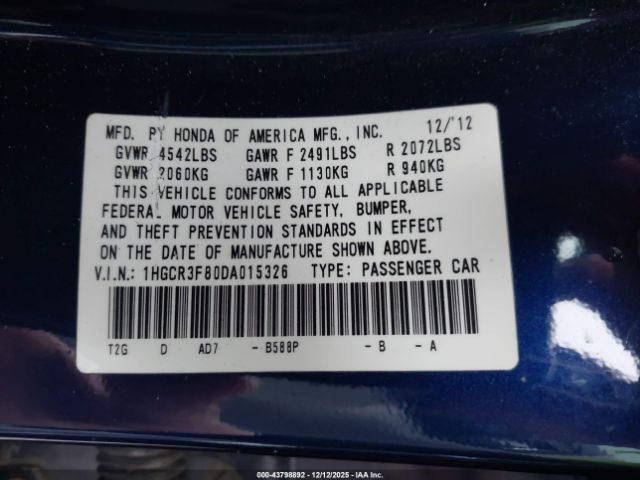 MFD. BY HONDA OF AMERICA MFG., INC. 12/'12
GVWR 4542LBS GAWR F 2491LBS R 2072LBS
GVWR 2060KG GAWR F 1130KG R 940KG
THIS VEHICLE CONFORMS TO ALL APPLICABLE
FEDERAL MOTOR VEHICLE SAFETY, BUMPER,
AND THEFT PREVENTION STANDARDS IN EFFECT
ON THE DATE OF MANUFACTURE SHOWN ABOVE.
V.I.N.: 1HGCR3F80DA015326 TYPE: PASSENGER CAR
T2G D AD7 - B588P - B - A
000-43798892 - 12/12/2025 - IAA Inc.